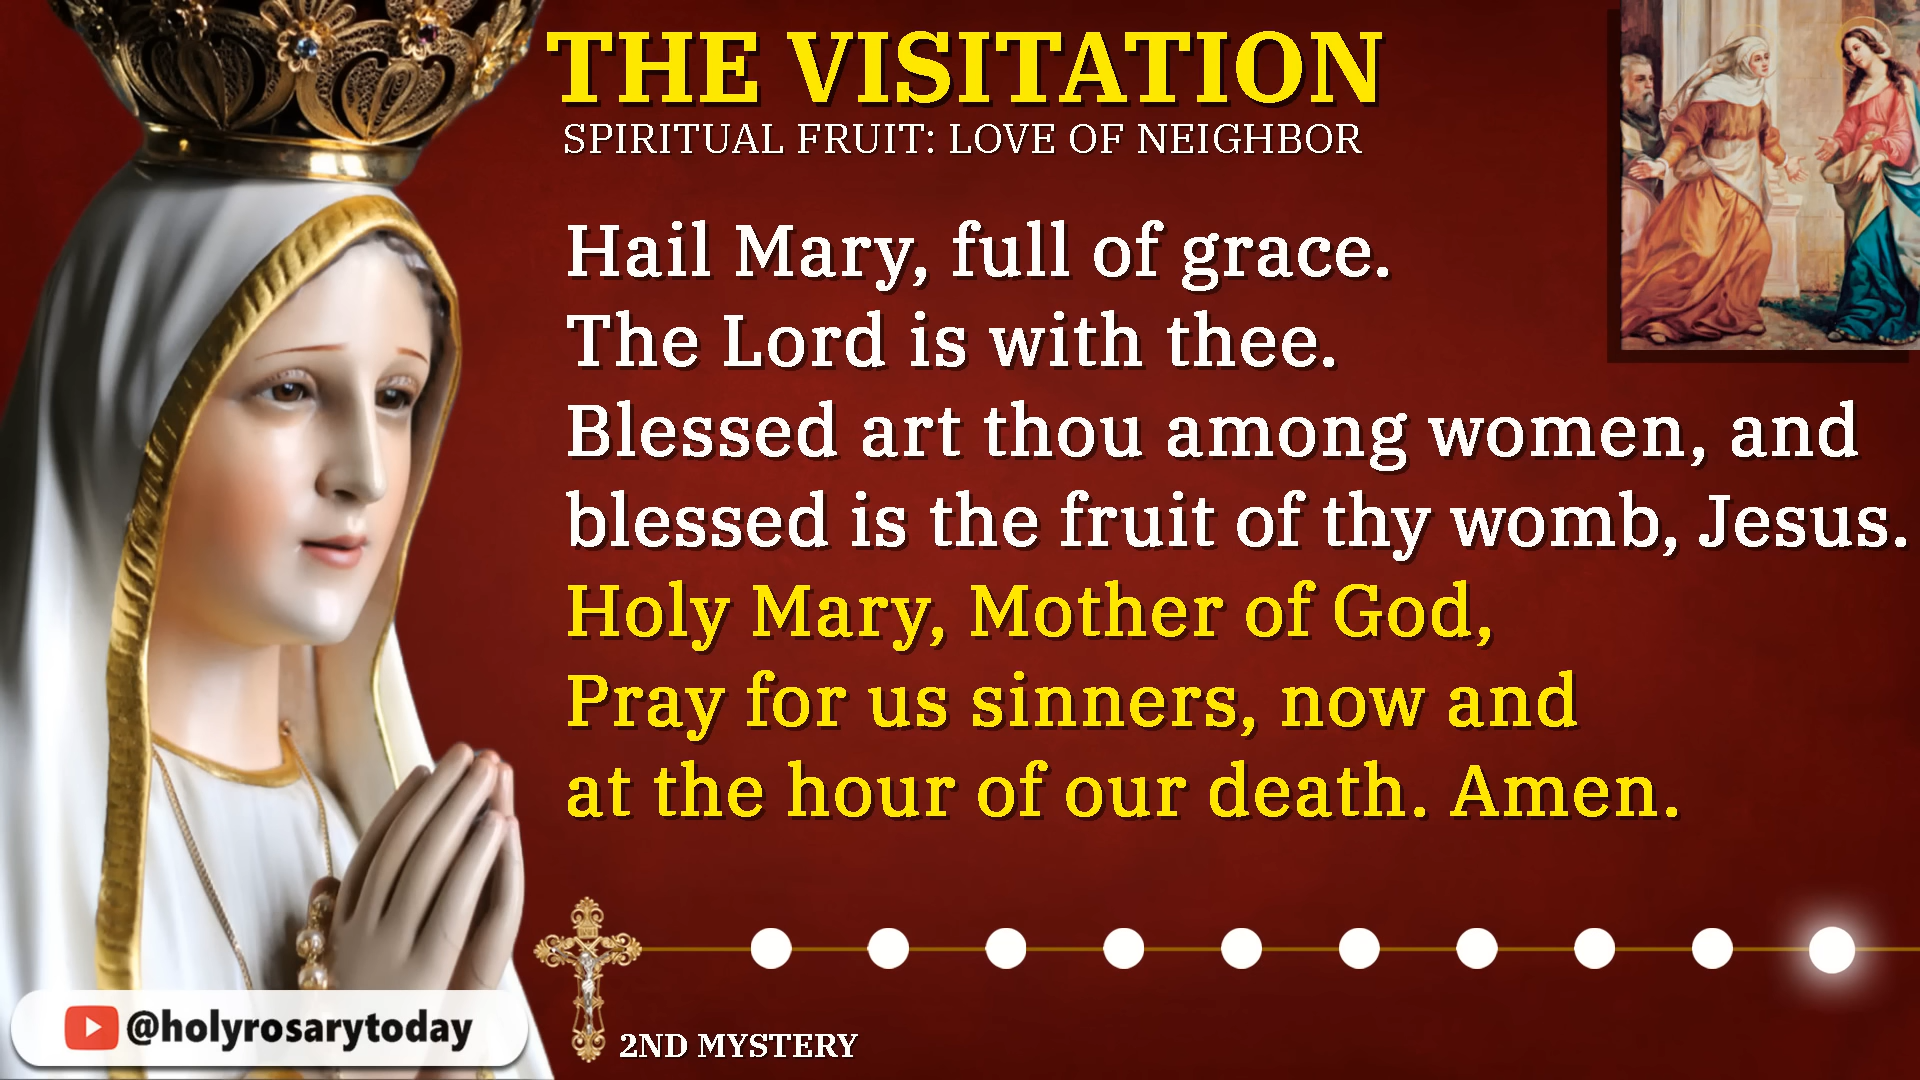 THE VISITATION
SPIRITUAL FRUIT: LOVE OF NEIGHBOR
Hail Mary, full of grace.
The Lord is with thee.
Blessed art thou among women, and
blessed is the fruit of thy womb, Jesus.
Holy Mary, Mother of God,
Pray for us sinners, now and
at the hour of our death. Amen.
2ND MYSTERY
@holyrosarytoday